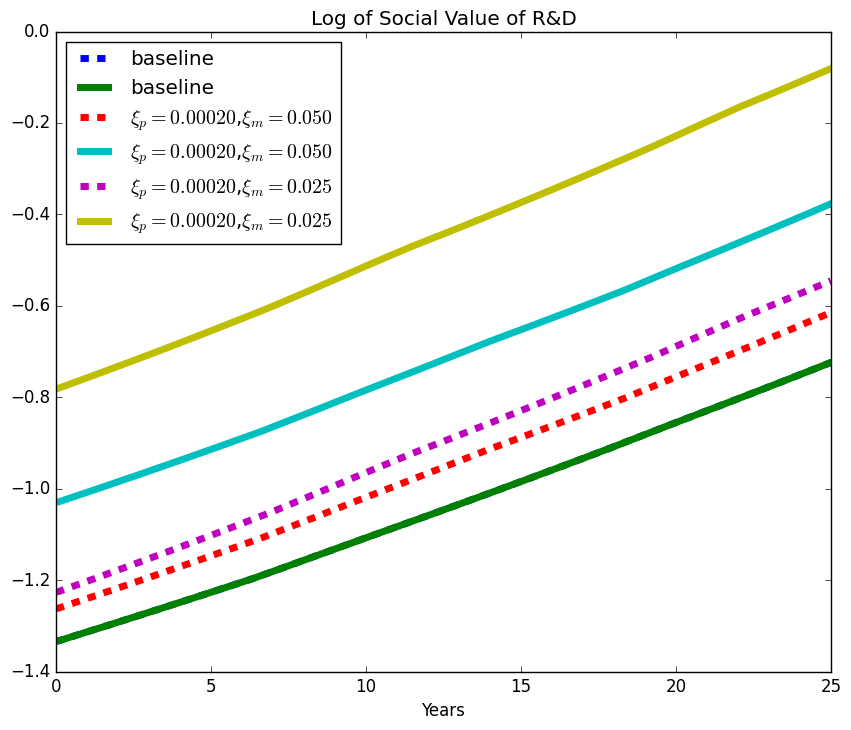 Log of Social Value of R&D
0.0
−0.2
−0.4
−0.6
−0.8
−1.0
−1.2
−1.4
baseline
baseline
ξp = 0.00020,ξm = 0.050
ξp = 0.00020,ξm = 0.050
ξp = 0.00020,ξm = 0.025
ξp = 0.00020,ξm = 0.025
0 5 10 15 20 25
Years